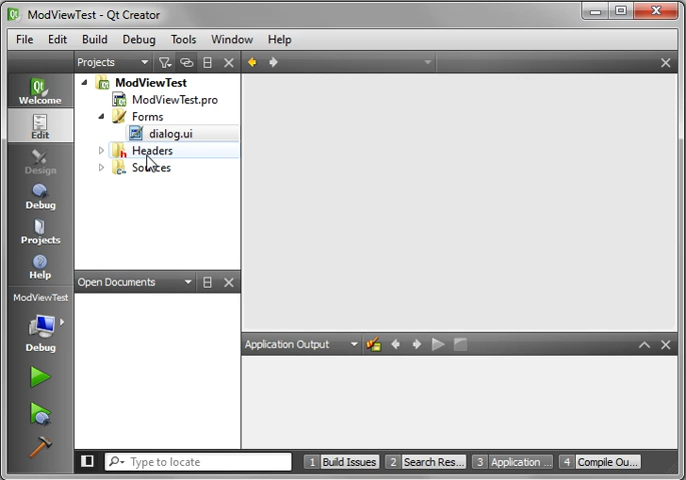 ModViewTest - Qt Creator
File Edit Build Debug Tools Window Help
Projects
Welcome
Edit
Design
Debug
Projects
Help
ModViewTest
Debug
ModViewTest
ModViewTest.pro
Forms
dialog.ui
Headers
Sources
Open Documents
Application Output
Type to locate
1 Build Issues
2 Search Res...
3 Application ...
4 Compile Ou...